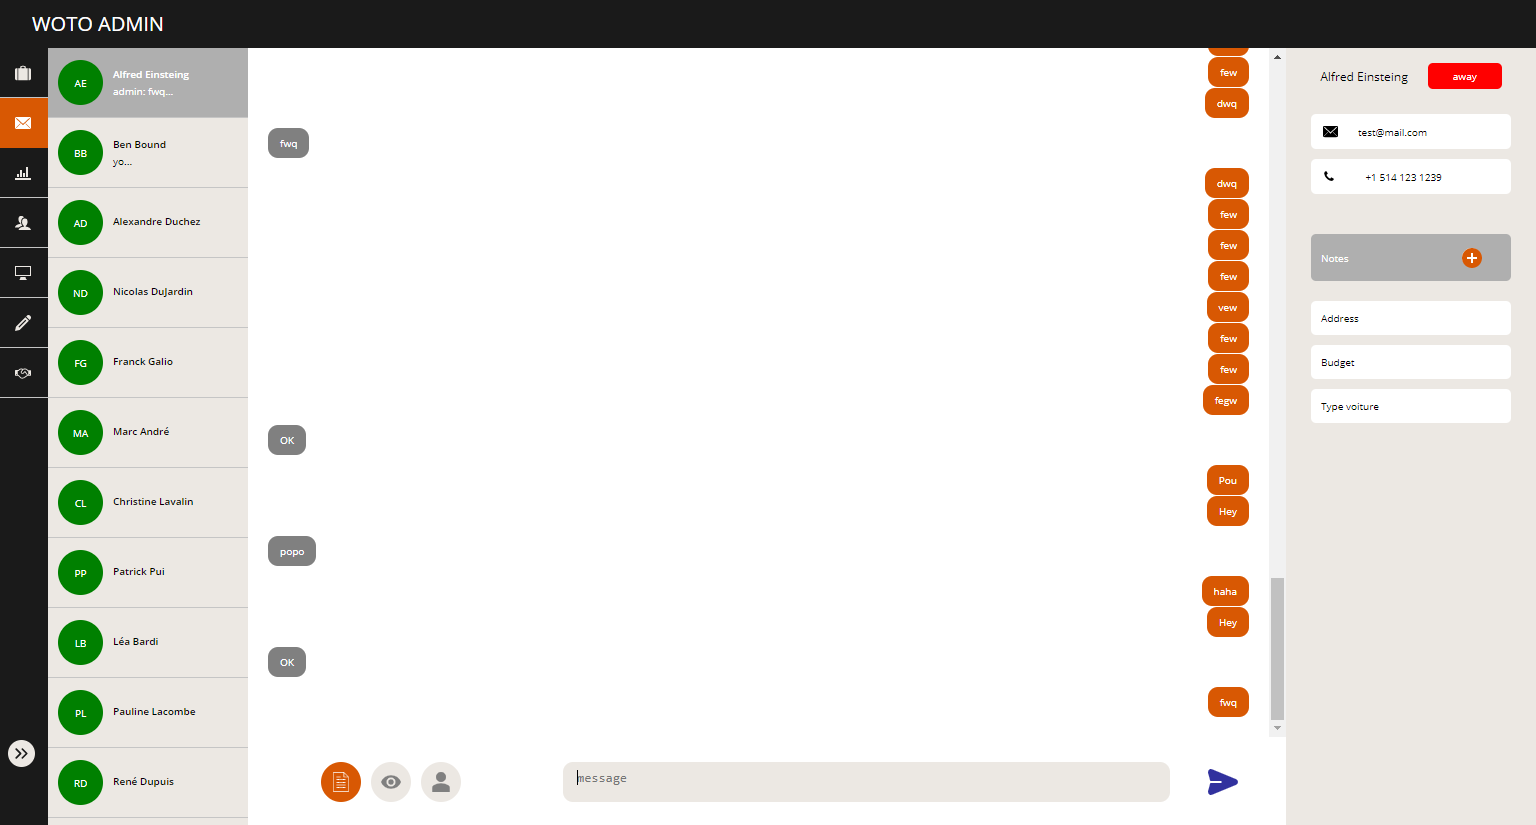 WOTO ADMIN
AE
Alfred Einsteing
admin: fwq...
BB
Ben Bound
yo...
AD
Alexandre Duchez
ND
Nicolas DuJardin
FG
Franck Galio
MA
Marc André
CL
Christine Lavalin
PP
Patrick Pui
LB
Léa Bardi
PL
Pauline Lacombe
RD
René Dupuis
few
dwq
fwq
dwq
few
few
few
vew
few
few
fegw
OK
Pou
Hey
popo
haha
Hey
OK
fwq
message
Alfred Einsteing
away
test@mail.com
+1 514 123 1239
Notes
Address
Budget
Type voiture